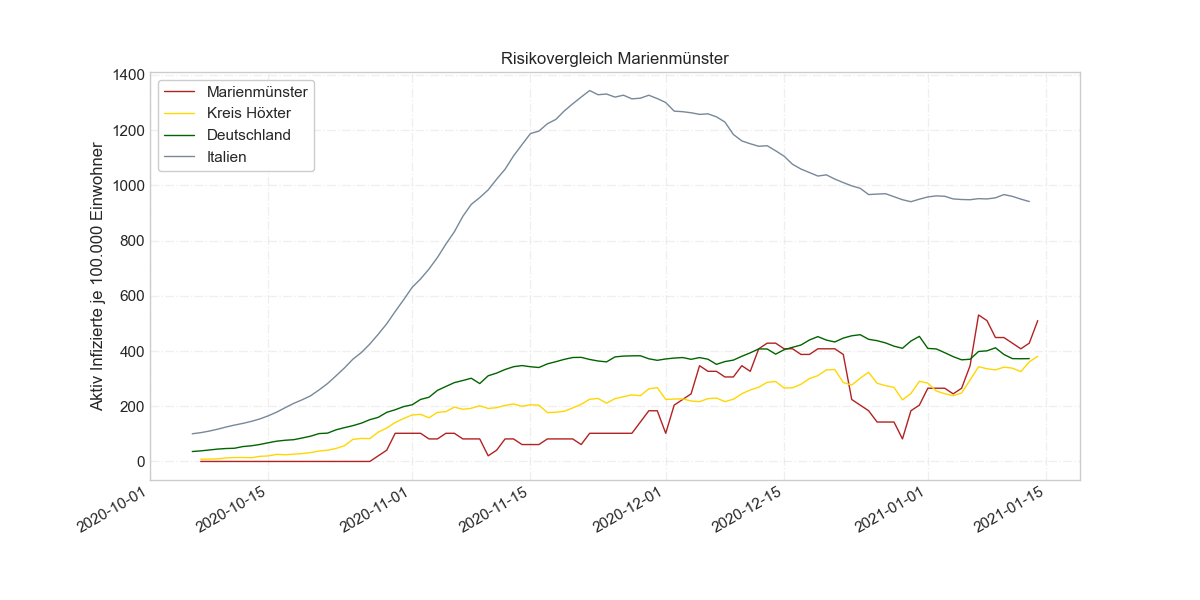 Risikovergleich Marienmünster
Aktiv Infizierte je 100.000 Einwohner
1400
1200
1000
800
600
400
200
0
Marienmünster
Kreis Höxter
Deutschland
Italien
2020-10-01
2020-10-15
2020-11-01
2020-11-15
2020-12-01
2020-12-15
2021-01-01
2021-01-15